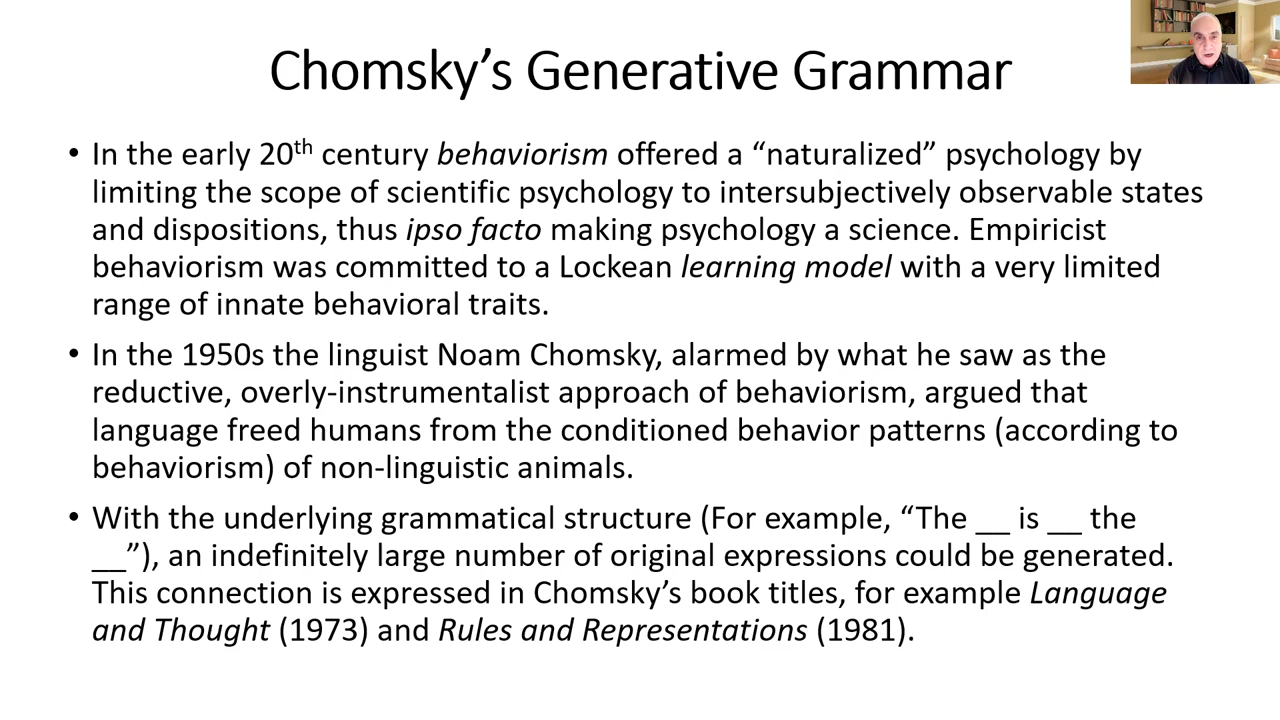 Chomsky’s Generative Grammar
• In the early 20th century behaviorism offered a “naturalized” psychology by
limiting the scope of scientific psychology to intersubjectively observable states
and dispositions, thus ipso facto making psychology a science. Empiricist
behaviorism was committed to a Lockean learning model with a very limited
range of innate behavioral traits.
• In the 1950s the linguist Noam Chomsky, alarmed by what he saw as the
reductive, overly-instrumentalist approach of behaviorism, argued that
language freed humans from the conditioned behavior patterns (according to
behaviorism) of non-linguistic animals.
• With the underlying grammatical structure (For example, “The __ is __ the
__”), an indefinitely large number of original expressions could be generated.
This connection is expressed in Chomsky’s book titles, for example Language
and Thought (1973) and Rules and Representations (1981).